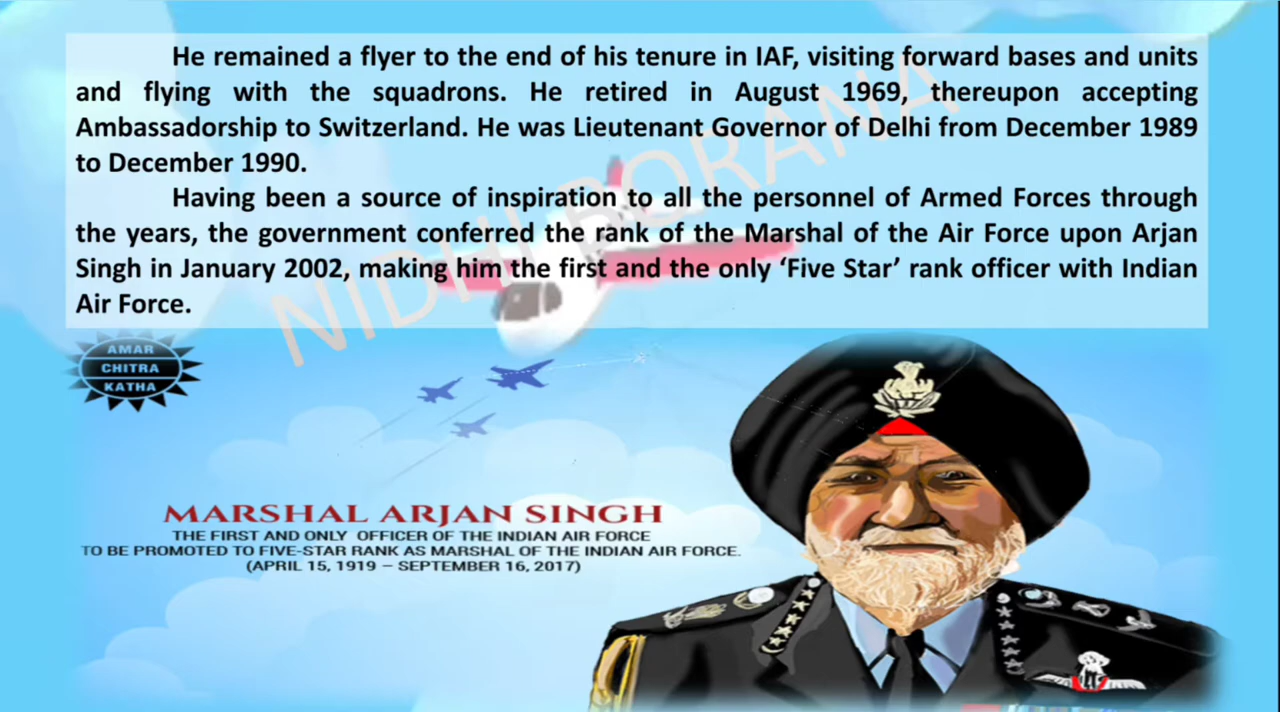 He remained a flyer to the end of his tenure in IAF, visiting forward bases and units
and flying with the squadrons. He retired in August 1969, thereupon accepting
Ambassadorship to Switzerland. He was Lieutenant Governor of Delhi from December 1989
to December 1990.
Having been a source of inspiration to all the personnel of Armed Forces through
the years, the government conferred the rank of the Marshal of the Air Force upon Arjan
Singh in January 2002, making him the first and the only ‘Five Star’ rank officer with Indian
Air Force.
NIDHI BORANA
AMAR
CHITRA
KATHA
MARSHAL ARJAN SINGH
THE FIRST AND ONLY OFFICER OF THE INDIAN AIR FORCE
TO BE PROMOTED TO FIVE-STAR RANK AS MARSHAL OF THE INDIAN AIR FORCE.
(APRIL 15, 1919 – SEPTEMBER 16, 2017)